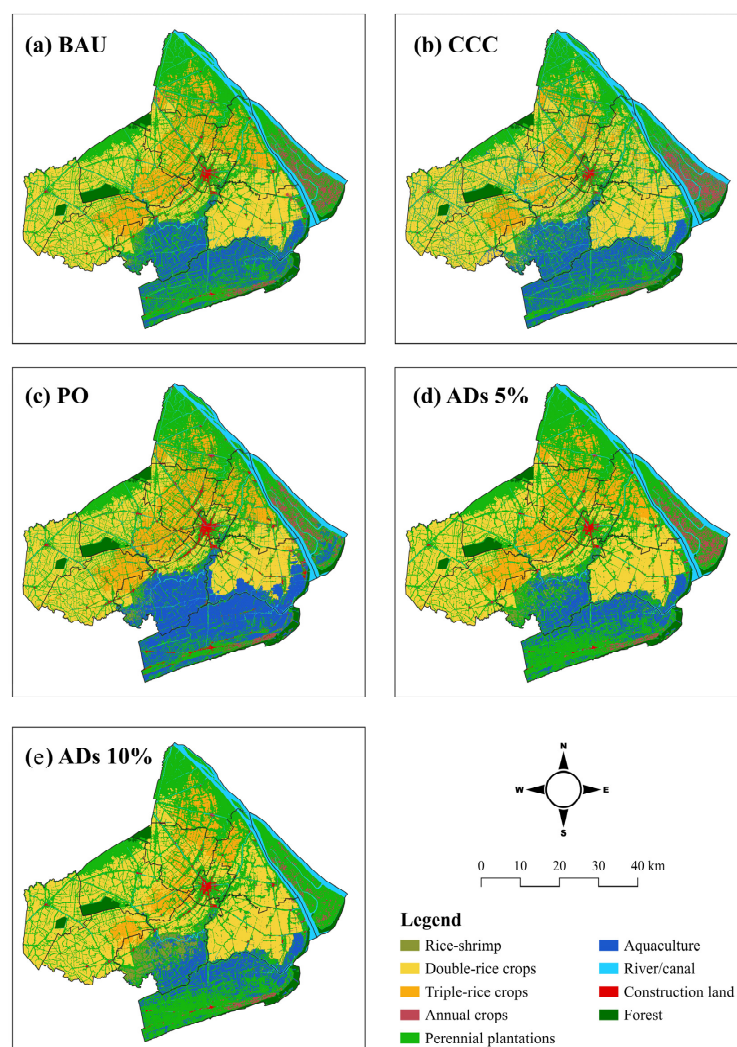 (a) BAU
(b) CCC
(c) PO
(d) ADs 5%
(e) ADs 10%
N
W
E
S
0 10 20 30 40 km
Legend
Rice-shrimp
Double-rice crops
Triple-rice crops
Annual crops
Perennial plantations
Aquaculture
River/canal
Construction land
Forest